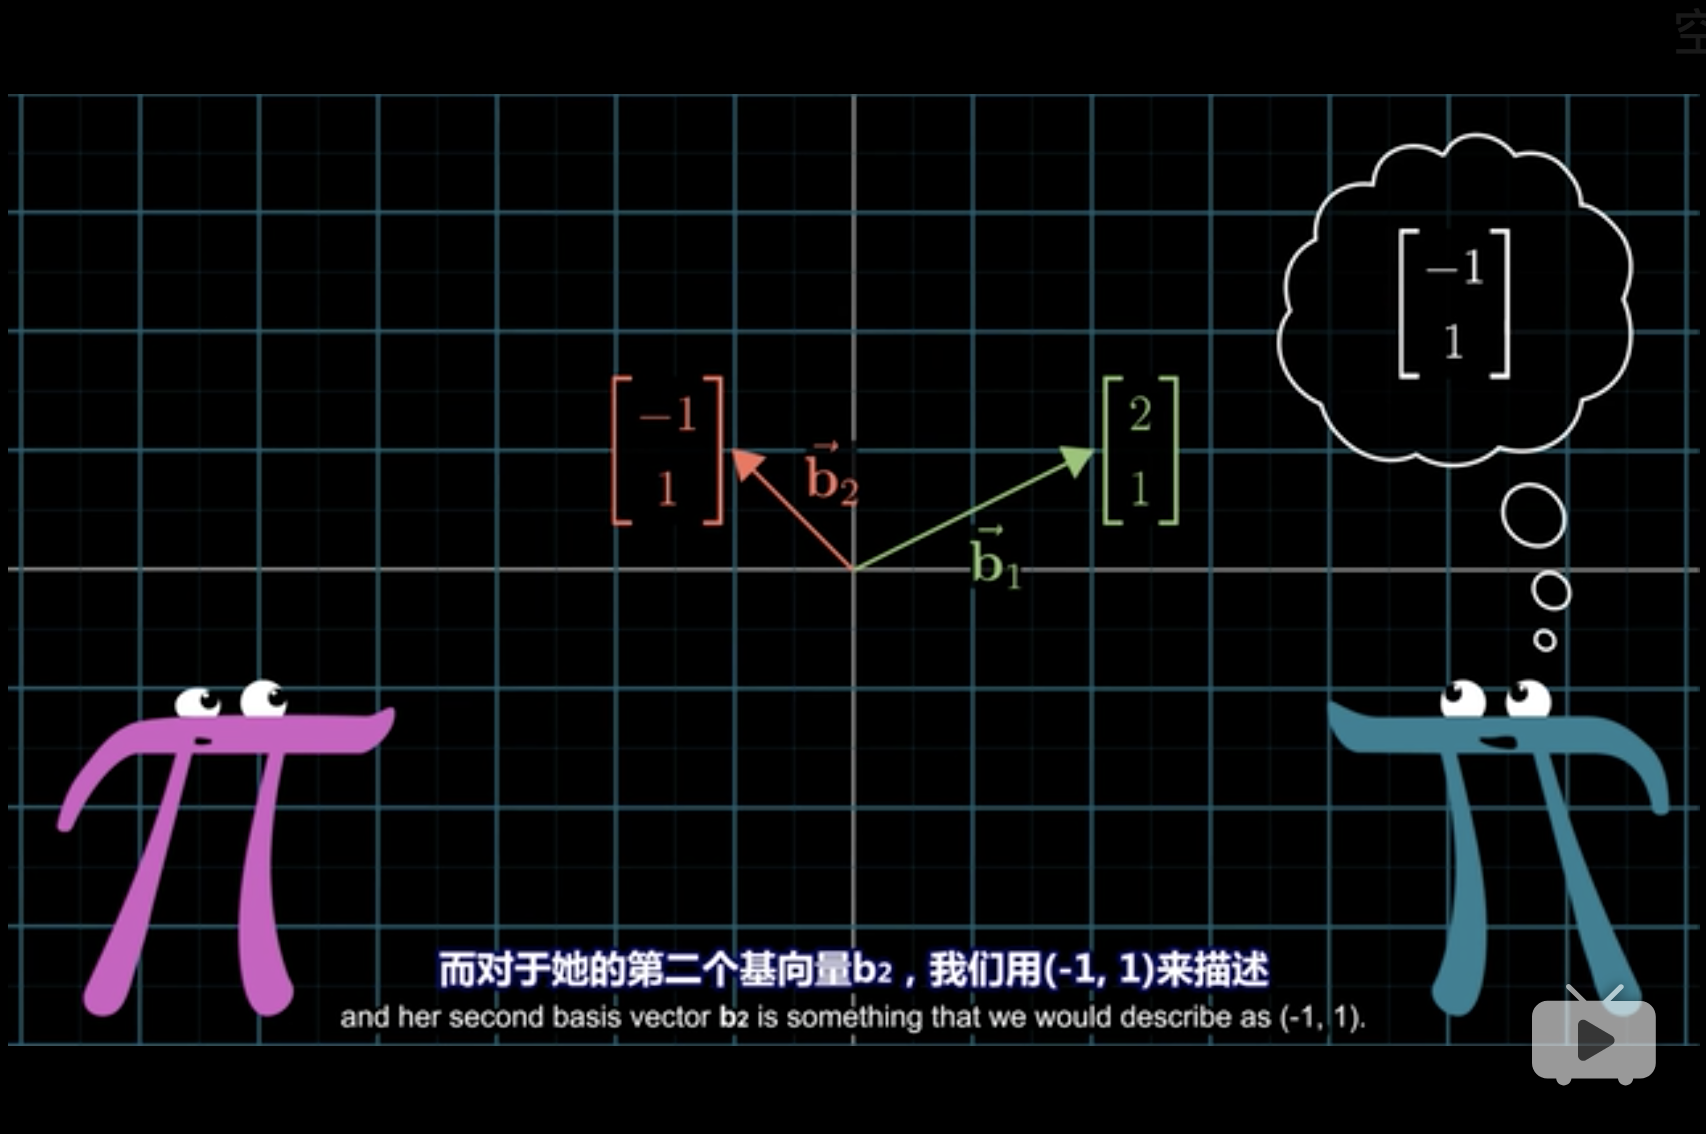 空
[-1 1]
[-1 1]
b⃗₂
[2 1]
b⃗₁
而对于她的第二个基向量b₂，我们用(-1, 1)来描述
and her second basis vector b₂ is something that we would describe as (-1, 1).